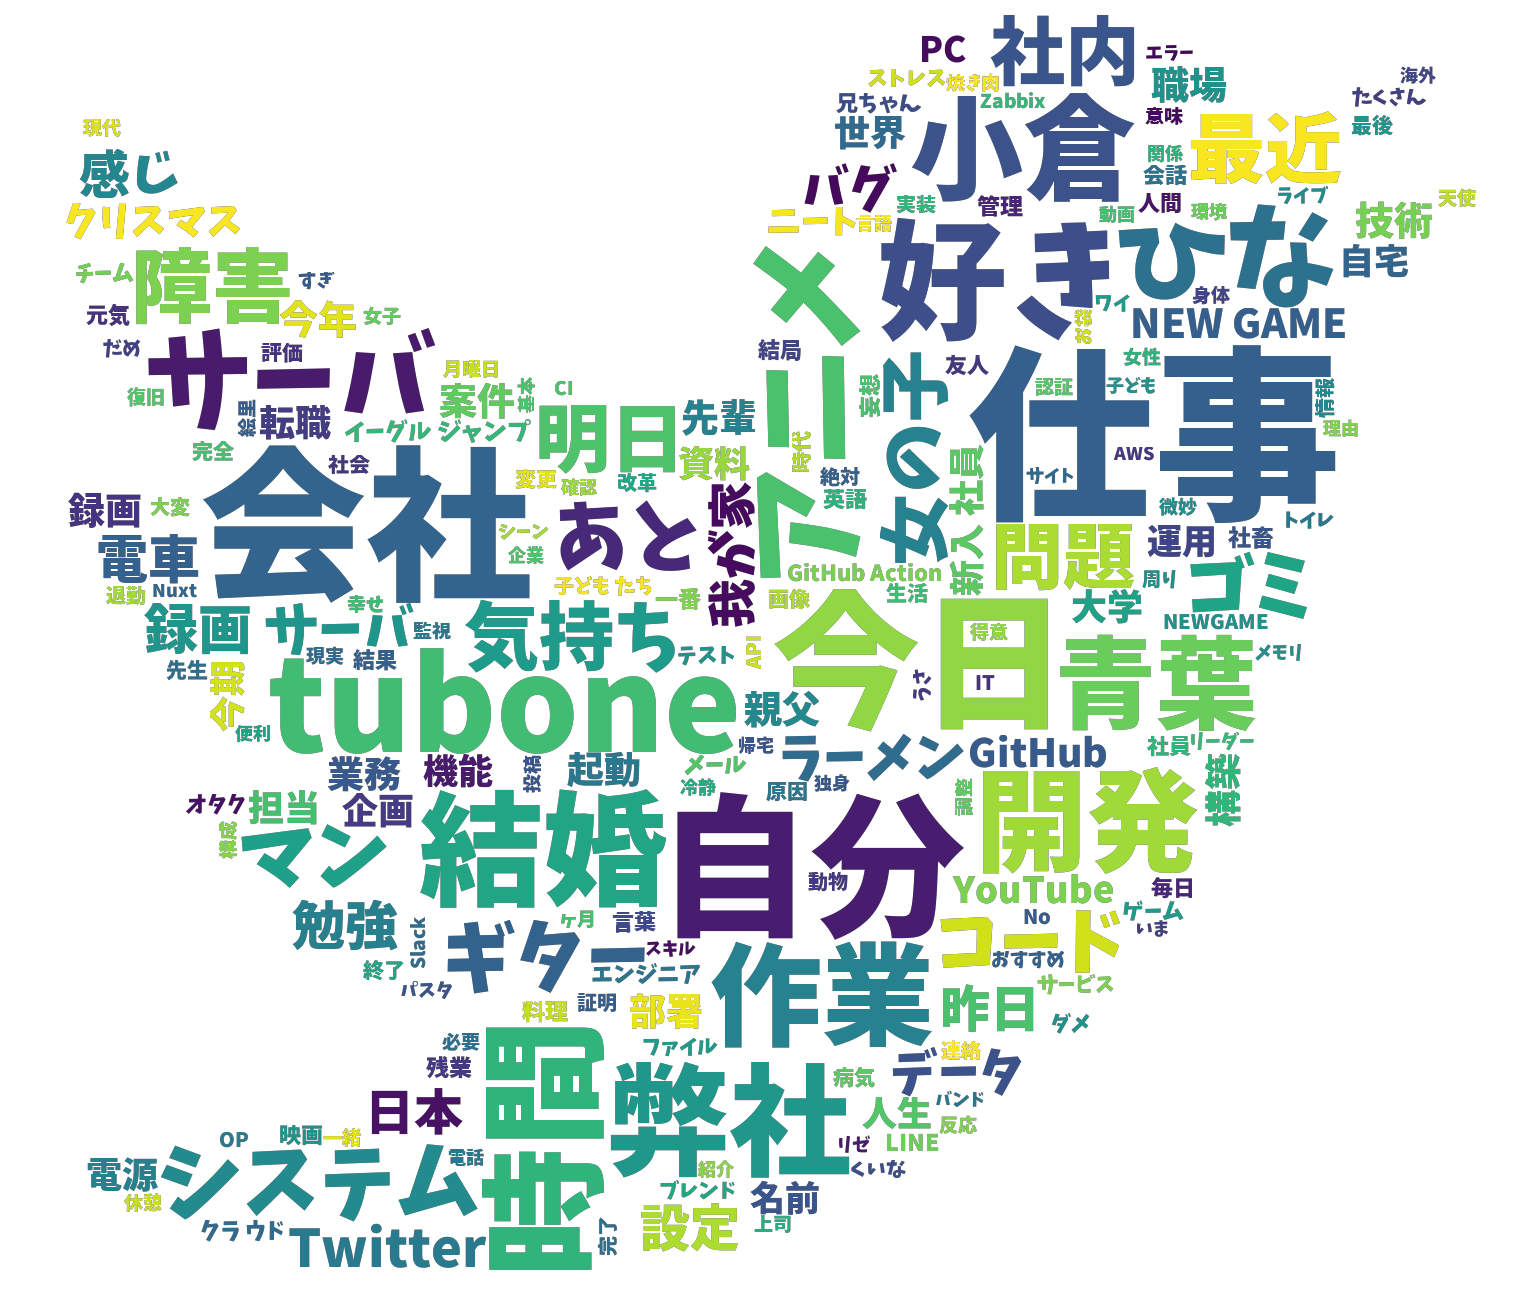 PC
社内
エラー
ストレス
焼き肉
職場
海外
たくさん
兄ちゃん
Zabbix
意味
現代
世界
小倉
最近
最後
感じ
関係
会話
バグ
クリスマス
ニート
言語
実装
管理
動画
人間
環境
ライブ
天使
技術
チーム
障害
すぎ
好き
ひな
自宅
元気
今年
女子
メモリ
ワイ
身体
お袋
NEW GAME
だめ
サーバ
評価
月曜日
結局
友人
女性
復旧
絵里
転職
案件
基本
CI
妄想
女の子
認証
子ども
情報
仕事
イーグル ジャンプ
明日
先輩
理由
完全
社会
資料
時代
絶対
サイト
AWS
会社
変更
確認
改革
英語
新入社員
微妙
録画
大変
シーン
企業
あと
我が家
トイレ
電車
問題
運用
社畜
退勤
Nuxt
子どもたち
GitHub Action
周り
ゴミ
幸せ
一番
画像
生活
大学
NEWGAME
録画
サーバ
監視
気持ち
今日
得意
青葉
先生
現実
結果
テスト
API
うさ
IT
メモリ
今期
tubone
親父
便利
帰宅
ラーメン
GitHub
社員
リーダー
業務
機能
投稿
起動
メール
冷静
原因
独身
調整
開発
構築
オタク
担当
企画
構成
マン
結婚
自分
動物
YouTube
毎日
勉強
Slack
ヶ月
言葉
コード
No
ゲーム
いま
終了
ギター
スキル
エンジニア
おすすめ
パスタ
作業
サービス
料理
証明
部署
昨日
ダメ
必要
時間
ファイル
連絡
残業
データ
日本
弊社
病気
バンド
人生
反応
OP
映画
一緒
リゼ
LINE
電源
システム
電話
紹介
くいな
休憩
ブレンド
名前
クラウド
Twitter
完了
設定
上司